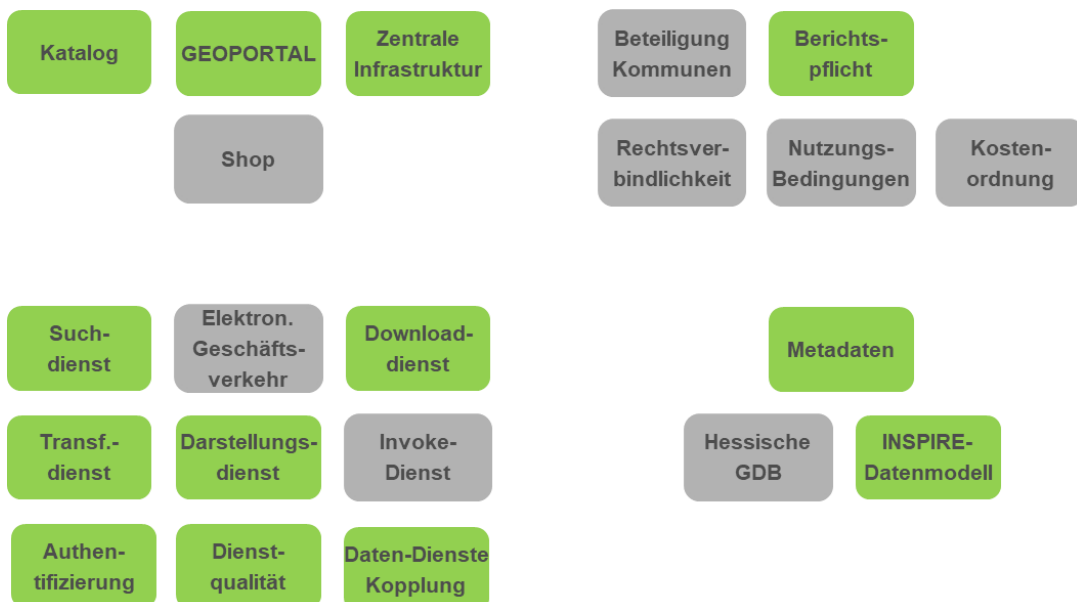 Katalog
GEOPORTAL
Zentrale
Infrastruktur
Shop
Beteiligung
Kommunen
Berichts-
pflicht
Rechtsver-
bindlichkeit
Nutzungs-
Bedingungen
Kosten-
ordnung
Such-
dienst
Elektron.
Geschäfts-
verkehr
Download-
dienst
Transf.-
dienst
Darstellungs-
dienst
Invoke-
Dienst
Authen-
tifizierung
Dienst-
qualität
Daten-Dienste
Kopplung
Metadaten
Hessische
GDB
INSPIRE-
Datenmodell